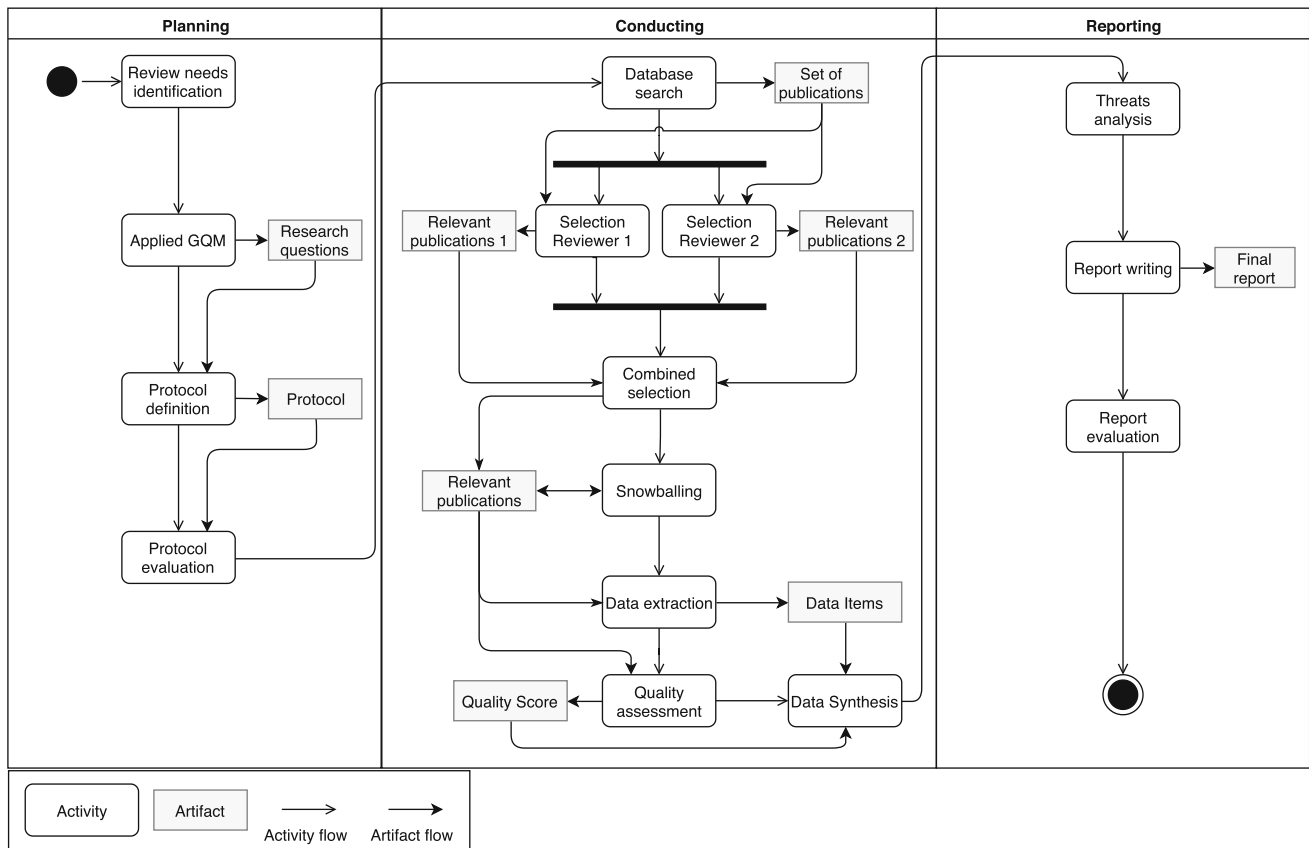 Planning
Conducting
Reporting
Review needs
identification
Applied GQM
Research
questions
Protocol
definition
Protocol
Protocol
evaluation
Database
search
Set of
publications
Relevant
publications 1
Selection
Reviewer 1
Selection
Reviewer 2
Relevant
publications 2
Combined
selection
Relevant
publications
Snowballing
Data extraction
Data Items
Quality Score
Quality
assessment
Data Synthesis
Threats
analysis
Report writing
Final
report
Report
evaluation
Activity
Artifact
Activity flow
Artifact flow